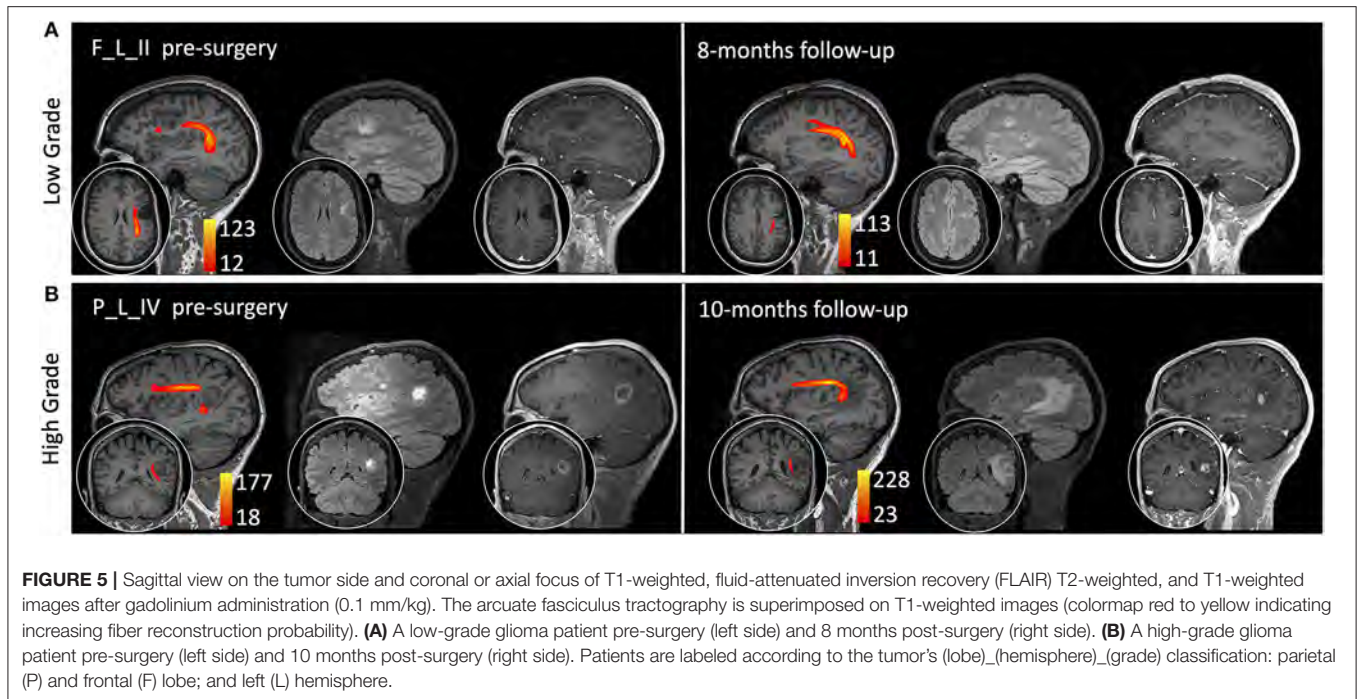 A
Low Grade
F_L_II pre-surgery
123
12
8-months follow-up
113
11
B
High Grade
P_L_IV pre-surgery
177
18
10-months follow-up
228
23
FIGURE 5 | Sagittal view on the tumor side and coronal or axial focus of T1-weighted, fluid-attenuated inversion recovery (FLAIR) T2-weighted, and T1-weighted
images after gadolinium administration (0.1 mm/kg). The arcuate fasciculus tractography is superimposed on T1-weighted images (colormap red to yellow indicating
increasing fiber reconstruction probability). (A) A low-grade glioma patient pre-surgery (left side) and 8 months post-surgery (right side). (B) A high-grade glioma
patient pre-surgery (left side) and 10 months post-surgery (right side). Patients are labeled according to the tumor's (lobe)_(hemisphere)_(grade) classification: parietal
(P) and frontal (F) lobe; and left (L) hemisphere.